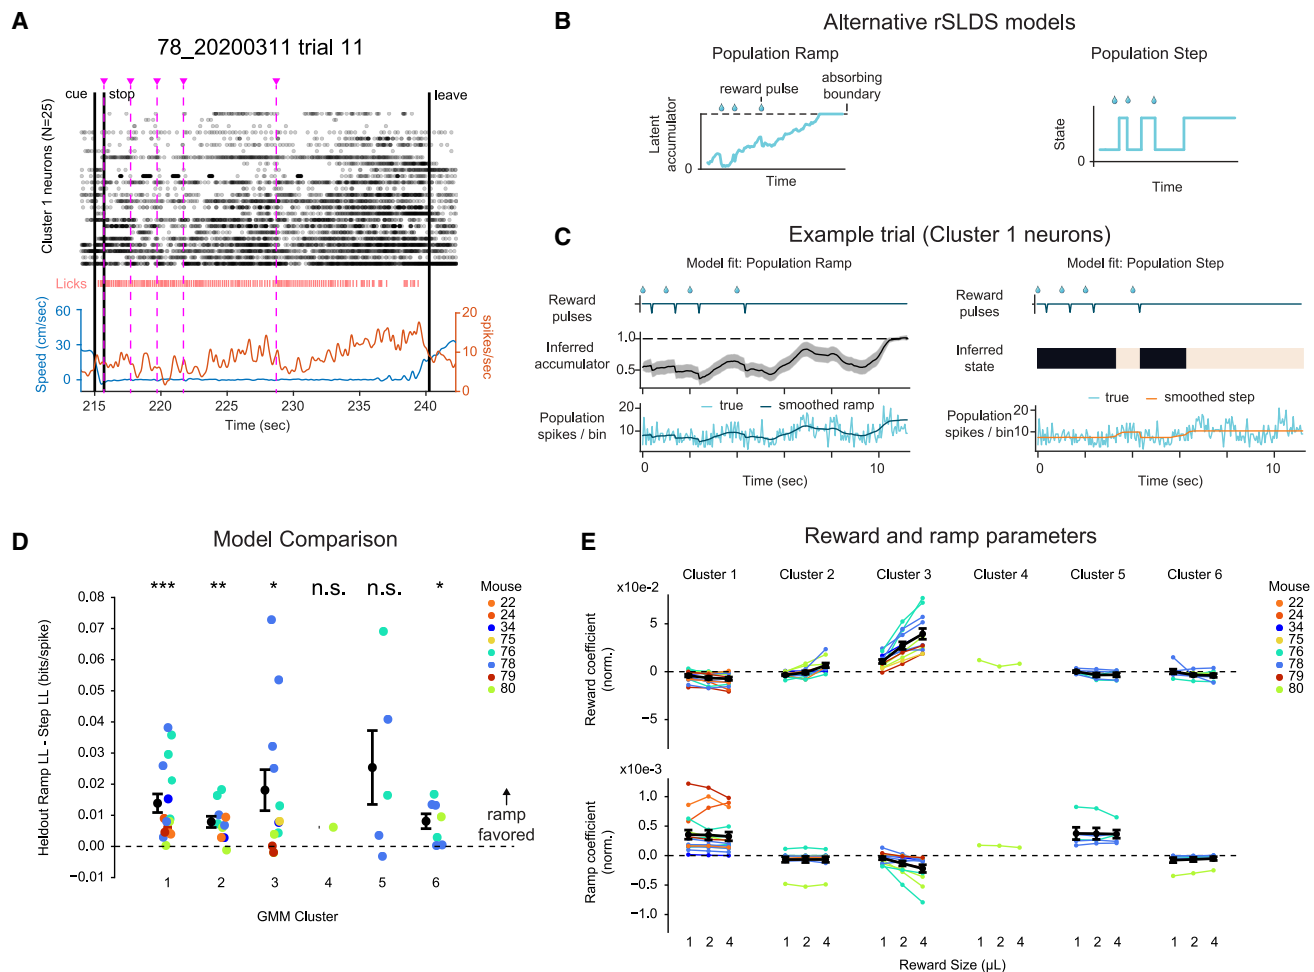 A
78_20200311 trial 11
cue
stop
leave
Cluster 1 neurons (N=25)
Licks
Speed (cm/sec)
60
30
0
20
10
0
spikes/sec
215
220
225
230
235
240
Time (sec)
B
Alternative rSLDS models
Population Ramp
reward pulse
absorbing
boundary
Latent
accumulator
0
Time
Population Step
State
0
Time
C
Example trial (Cluster 1 neurons)
Model fit: Population Ramp
Reward
pulses
Inferred
accumulator
1.0
0.5
true
smoothed ramp
Population
spikes / bin
20
10
0
10
Time (sec)
Model fit: Population Step
Reward
pulses
Inferred
state
true
smoothed step
Population
spikes / bin
20
10
0
10
Time (sec)
D
Model Comparison
*** ** * n.s. n.s. *
Mouse
22
24
34
75
76
78
79
80
Heldout Ramp LL - Step LL (bits/spike)
0.08
0.07
0.06
0.05
0.04
0.03
0.02
0.01
0.00
−0.01
ramp
favored
1 2 3 4 5 6
GMM Cluster
E
Reward and ramp parameters
Cluster 1 Cluster 2 Cluster 3 Cluster 4 Cluster 5 Cluster 6
x10e-2
Reward coefficient
(norm.)
5
0
−5
Mouse
22
24
34
75
76
78
79
80
x10e-3
Ramp coefficient
(norm.)
0.5
0.0
−0.5
−1.0
1 2 4 1 2 4 1 2 4 1 2 4 1 2 4 1 2 4
Reward Size (µL)